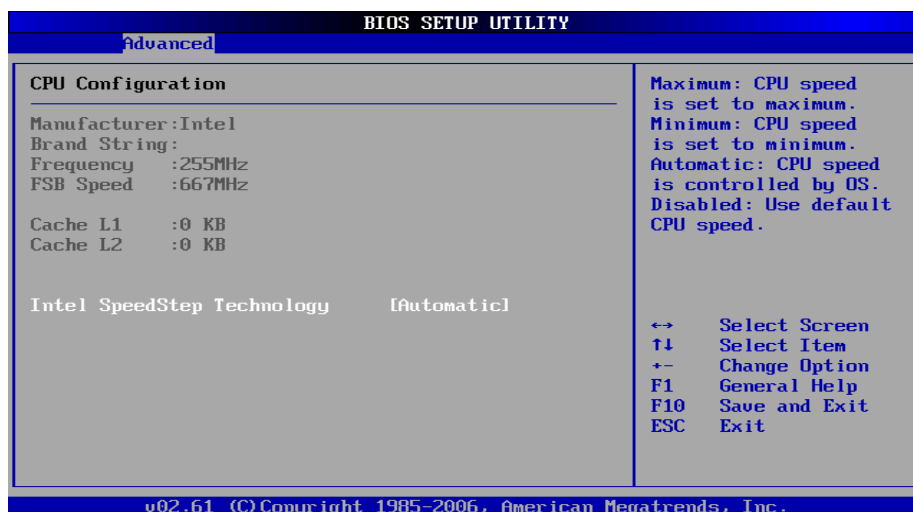 BIOS SETUP UTILITY
Advanced
CPU Configuration
Manufacturer:Intel
Brand String:
Frequency :255MHz
FSB Speed :667MHz
Cache L1 :0 KB
Cache L2 :0 KB
Intel SpeedStep Technology [Automatic]
Maximum: CPU speed
is set to maximum.
Minimum: CPU speed
is set to minimum.
Automatic: CPU speed
is controlled by OS.
Disabled: Use default
CPU speed.
↔ Select Screen
↑↓ Select Item
+- Change Option
F1 General Help
F10 Save and Exit
ESC Exit
v02.61 (C)Copyright 1985-2006, American Megatrends, Inc.